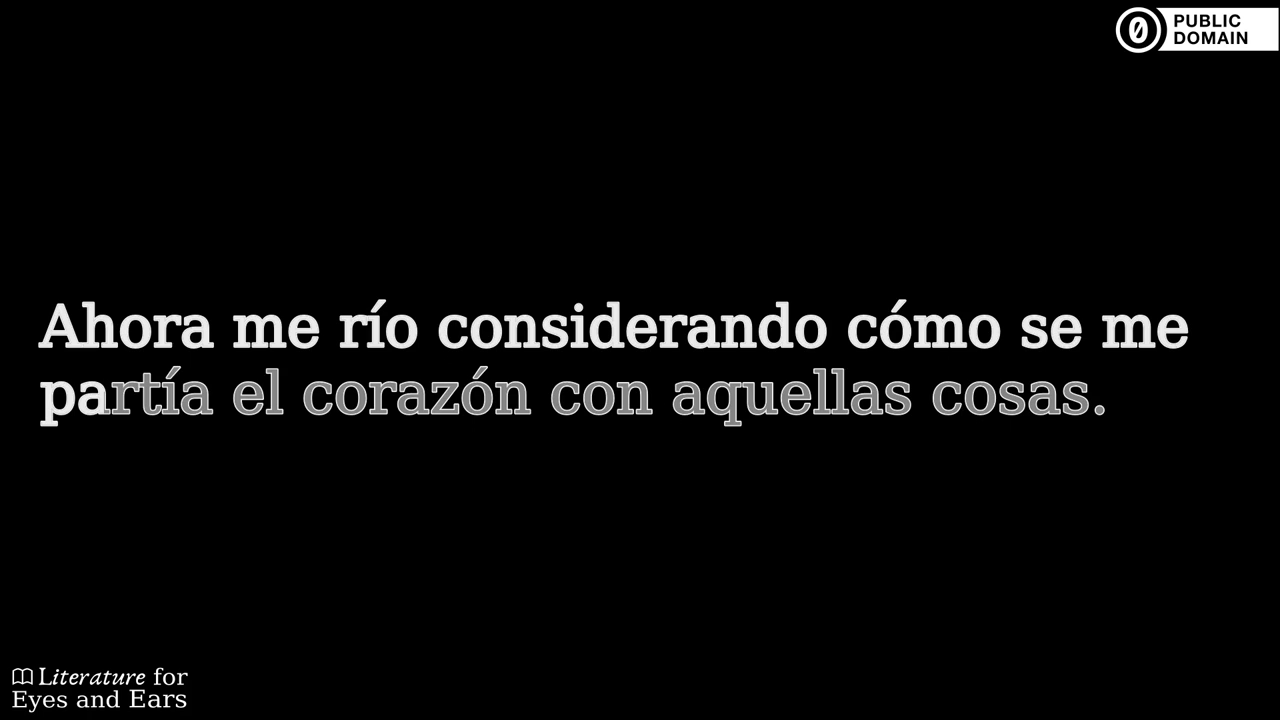 PUBLIC
DOMAIN
Ahora me río considerando cómo se me
partía el corazón con aquellas cosas.
Literature for
Eyes and Ears